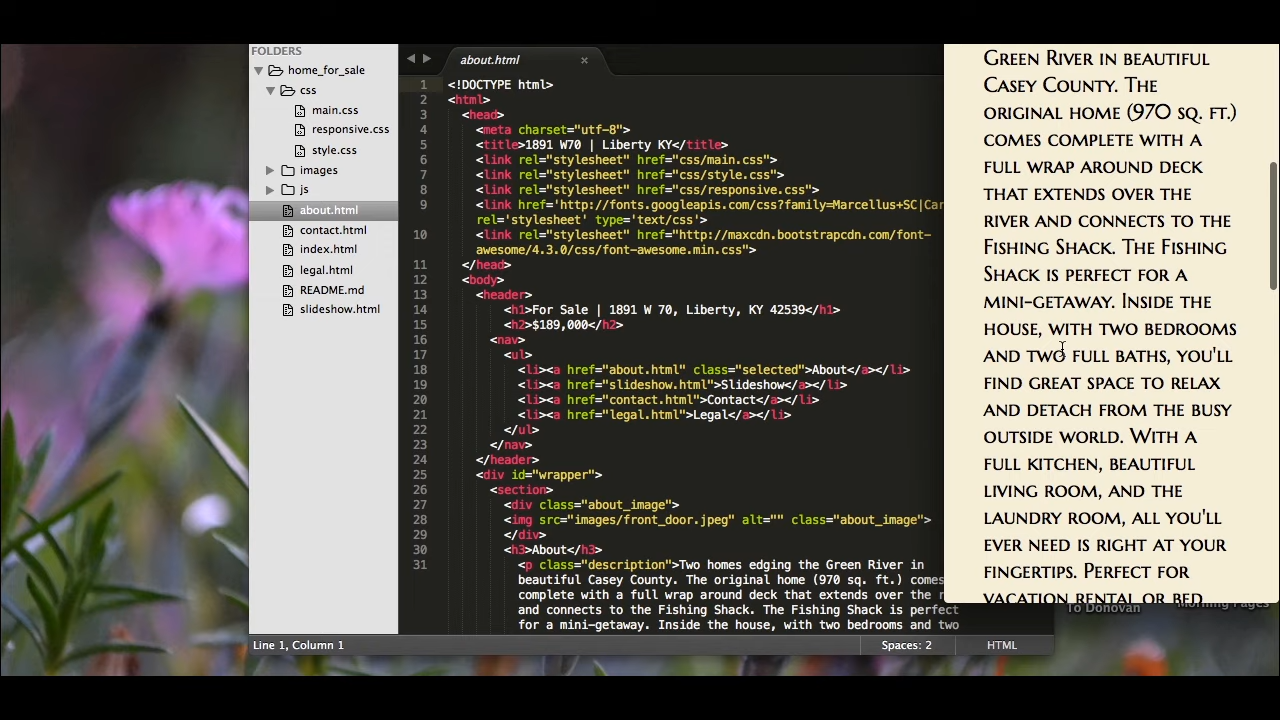 FOLDERS
home_for_sale
css
main.css
responsive.css
style.css
images
js
about.html
contact.html
index.html
legal.html
README.md
slideshow.html
about.html
1 <!DOCTYPE html>
2 <html>
3 <head>
4 <meta charset="utf-8">
5 <title>1891 W70 | Liberty KY</title>
6 <link rel="stylesheet" href="css/main.css">
7 <link rel="stylesheet" href="css/style.css">
8 <link rel="stylesheet" href="css/responsive.css">
9 <link href='http://fonts.googleapis.com/css?family=Marcellus+SC|Car
rel='stylesheet' type='text/css'>
10 <link rel="stylesheet" href="http://maxcdn.bootstrapcdn.com/font-
awesome/4.3.0/css/font-awesome.min.css">
11 </head>
12 <body>
13 <header>
14 <h1>For Sale | 1891 W 70, Liberty, KY 42539</h1>
15 <h2>$189,000</h2>
16 <nav>
17 <ul>
18 <li><a href="about.html" class="selected">About</a></li>
19 <li><a href="slideshow.html">Slideshow</a></li>
20 <li><a href="contact.html">Contact</a></li>
21 <li><a href="legal.html">Legal</a></li>
22 </ul>
23 </nav>
24 </header>
25 <div id="wrapper">
26 <section>
27 <div class="about_image">
28 <img src="images/front_door.jpeg" alt="" class="about_image">
29 </div>
30 <h3>About</h3>
31 <p class="description">Two homes edging the Green River in
beautiful Casey County. The original home (970 sq. ft.) comes
complete with a full wrap around deck that extends over the r
and connects to the Fishing Shack. The Fishing Shack is perfect
for a mini-getaway. Inside the house, with two bedrooms and two
Line 1, Column 1
Spaces: 2
HTML
Green River in beautiful
Casey County. The
original home (970 sq. ft.)
comes complete with a
full wrap around deck
that extends over the
river and connects to the
Fishing Shack. The Fishing
Shack is perfect for a
mini-getaway. Inside the
house, with two bedrooms
and two full baths, you'll
find great space to relax
and detach from the busy
outside world. With a
full kitchen, beautiful
living room, and the
laundry room, all you'll
ever need is right at your
fingertips. Perfect for
vacation rental or bed
To Donovan
Morning Pages